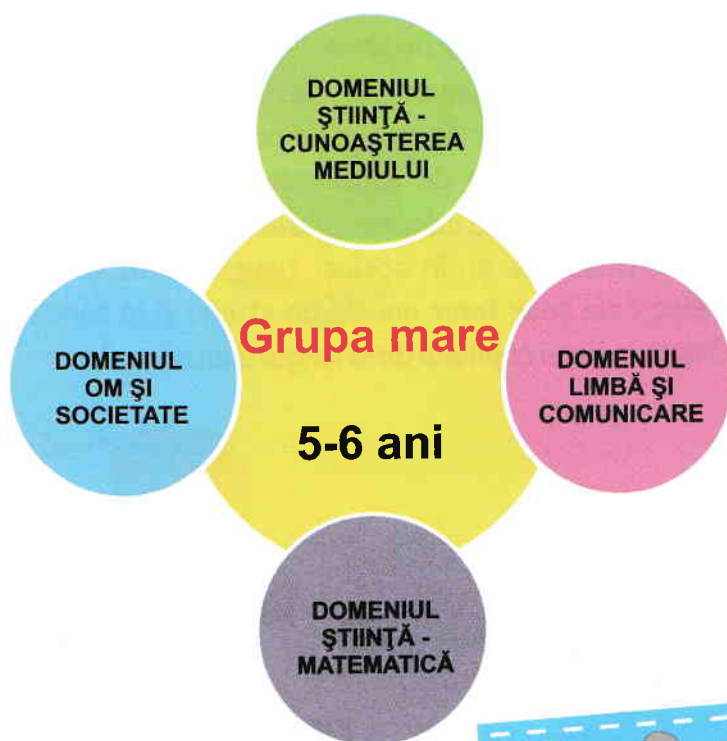 DOMENIUL
ŞTIINŢĂ -
CUNOAŞTEREA
MEDIULUI
Grupa mare
5-6 ani
DOMENIUL
OM ŞI
SOCIETATE
DOMENIUL
LIMBĂ ŞI
COMUNICARE
DOMENIUL
ŞTIINŢĂ -
MATEMATICĂ